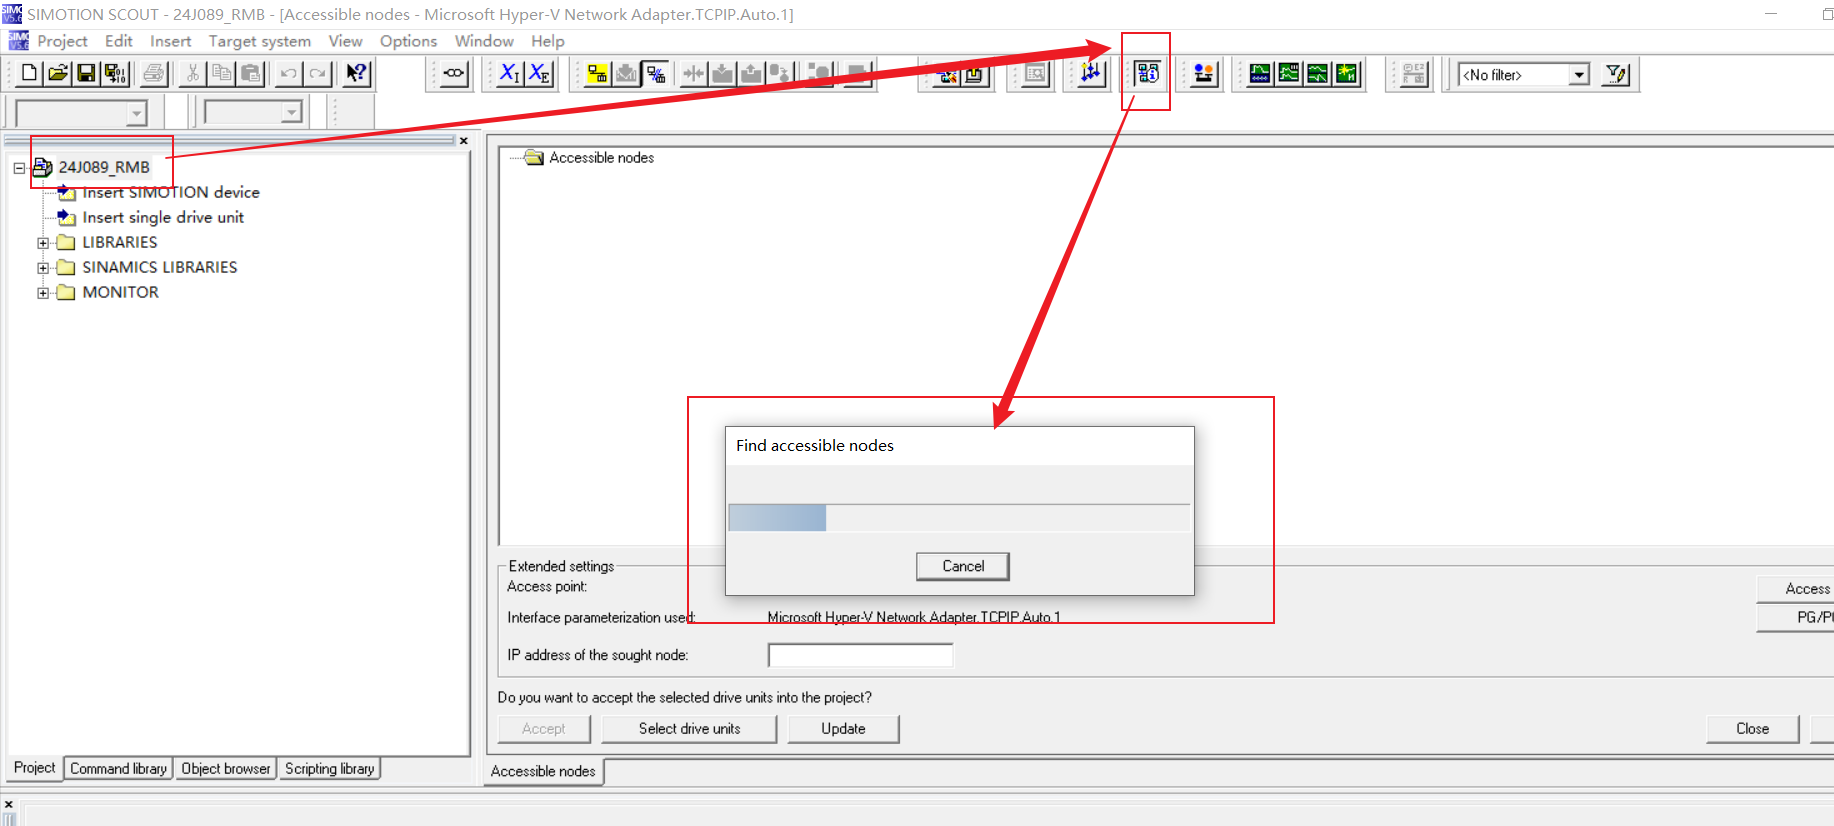 SIMOTION SCOUT - 24J089_RMB - [Accessible nodes - Microsoft Hyper-V Network Adapter.TCPIP.Auto.1]
Project Edit Insert Target system View Options Window Help
<No filter>
24J089_RMB
Insert SIMOTION device
Insert single drive unit
LIBRARIES
SINAMICS LIBRARIES
MONITOR
Project Command library Object browser Scripting library
Accessible nodes
Find accessible nodes
Cancel
Extended settings
Access point:
Access
Interface parameterization used: Microsoft Hyper-V Network Adapter.TCPIP.Auto.1
PG/P
IP address of the sought node:
Do you want to accept the selected drive units into the project?
Accept Select drive units Update Close
Accessible nodes